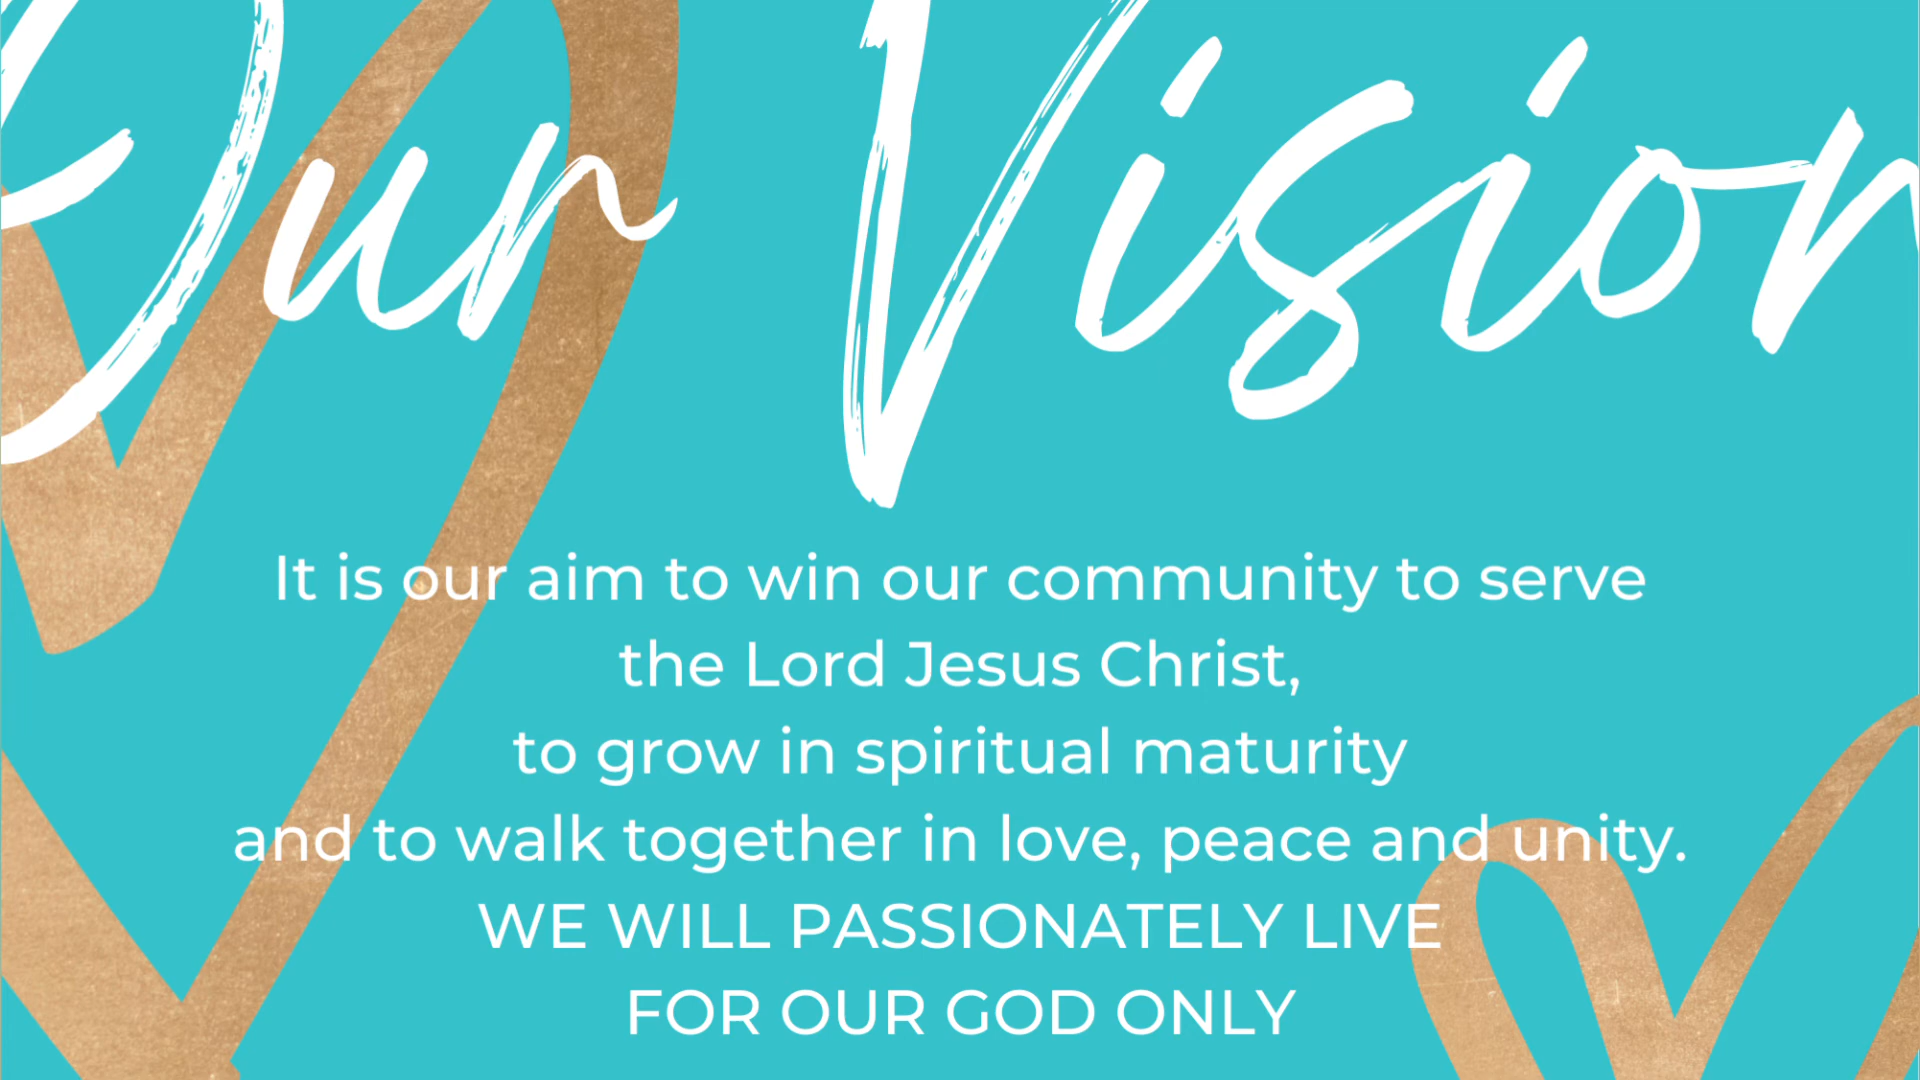 Our Vision
It is our aim to win our community to serve
the Lord Jesus Christ,
to grow in spiritual maturity
and to walk together in love, peace and unity.
WE WILL PASSIONATELY LIVE
FOR OUR GOD ONLY